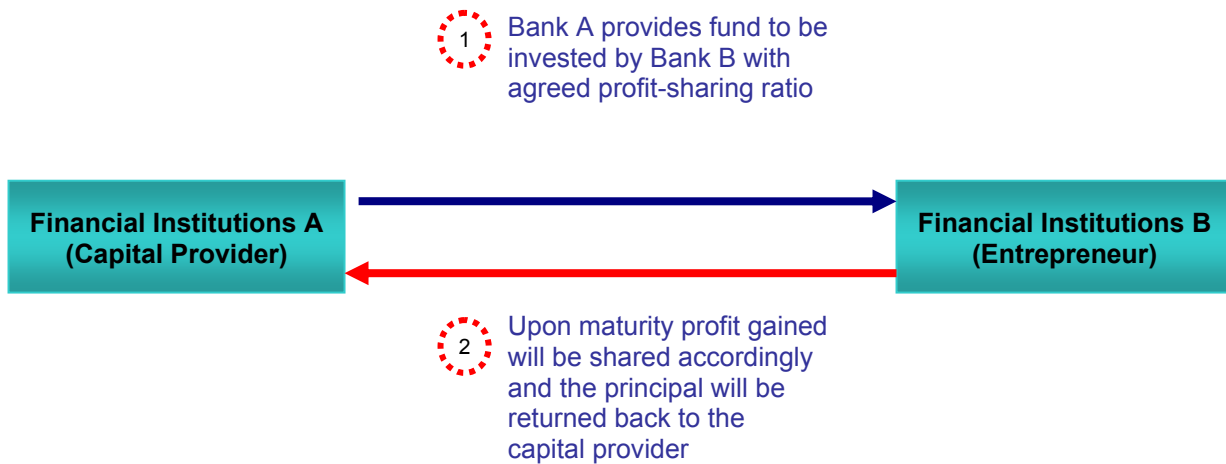 1
Bank A provides fund to be
invested by Bank B with
agreed profit-sharing ratio
Financial Institutions A
(Capital Provider)
Financial Institutions B
(Entrepreneur)
2
Upon maturity profit gained
will be shared accordingly
and the principal will be
returned back to the
capital provider